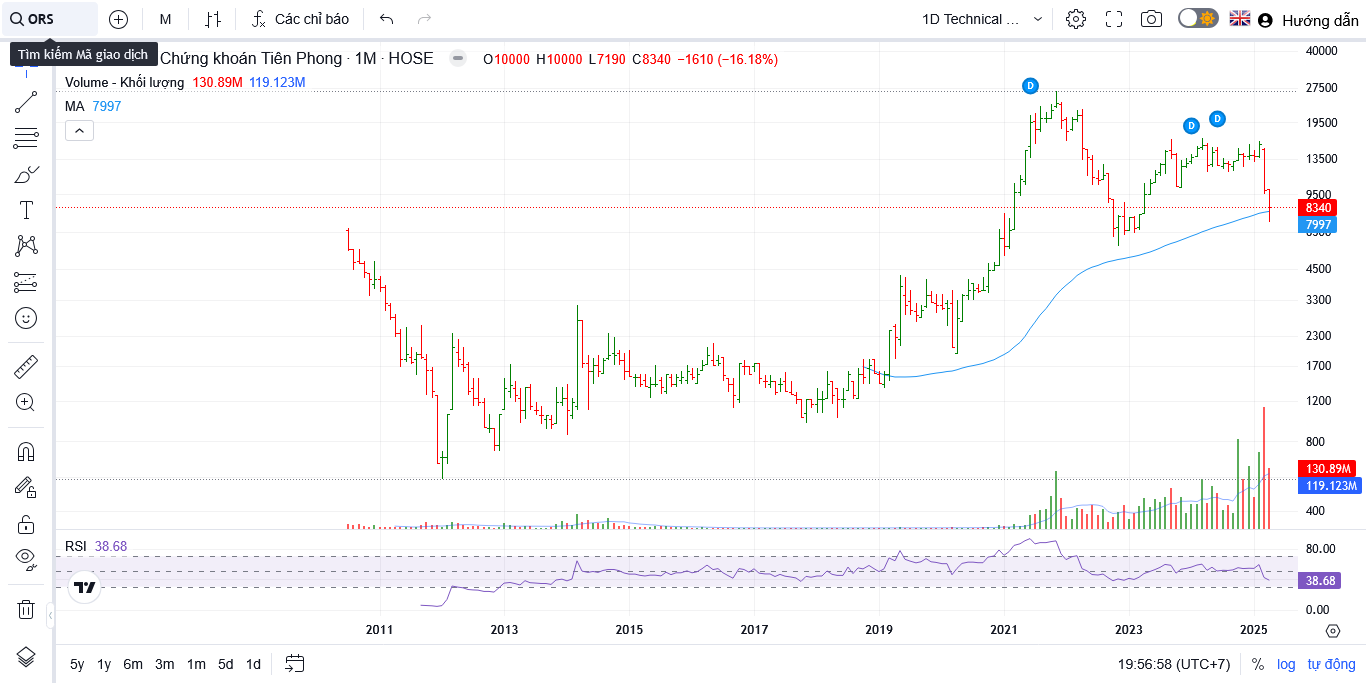 ORS
M
Các chỉ báo
1D Technical ...
Hướng dẫn
Tìm kiếm Mã giao dịch
Chứng khoán Tiên Phong · 1M · HOSE
O10000 H10000 L7190 C8340 −1610 (−16.18%)
Volume - Khối lượng 130.89M 119.123M
MA 7997
D
D
D
40000
27500
19500
13500
9500
8340
7997
4500
3300
2300
1700
1200
800
130.89M
119.123M
400
RSI 38.68
80.00
38.68
0.00
2011 2013 2015 2017 2019 2021 2023 2025
5y 1y 6m 3m 1m 5d 1d
19:56:58 (UTC+7) % log tự động